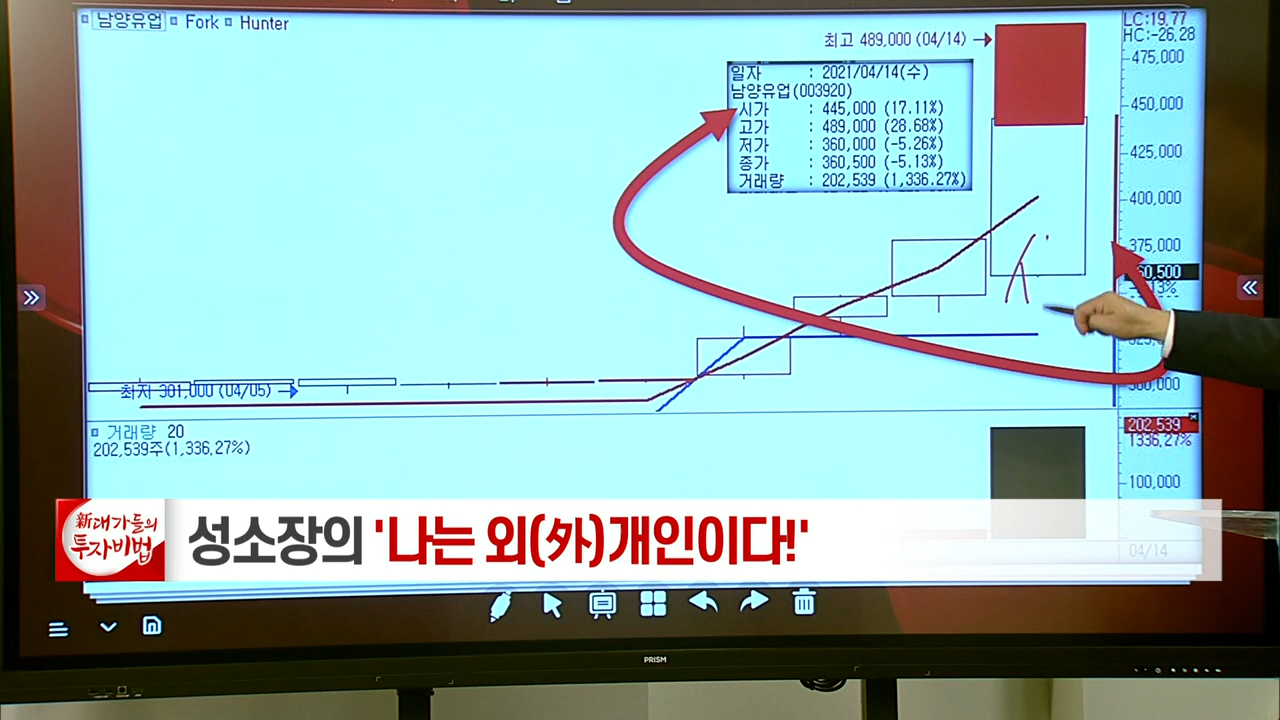 남양유업 Fork Hunter
LC:19.77
HC:-26.28
최고 489,000 (04/14)
475,000
일자 : 2021/04/14(수)
남양유업(003920)
시가 : 445,000 (17.11%)
고가 : 489,000 (28.68%)
저가 : 360,000 (-5.26%)
종가 : 360,500 (-5.13%)
거래량 : 202,539 (1,336.27%)
450,000
425,000
400,000
375,000
60,500
최저 301,000 (04/05)
거래량 20
202,539주(1,336.27%)
202,539
1336.27%
100,000
新대가들의
투자비법
성소장의 '나는 외(外)개인이다!'
04/14
PRISM